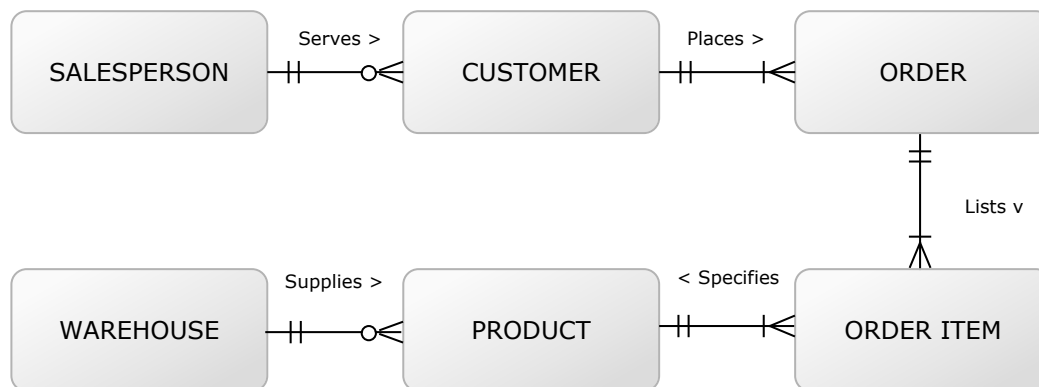 Serves >
Places >
SALESPERSON
CUSTOMER
ORDER
Lists v
Supplies >
< Specifies
WAREHOUSE
PRODUCT
ORDER ITEM